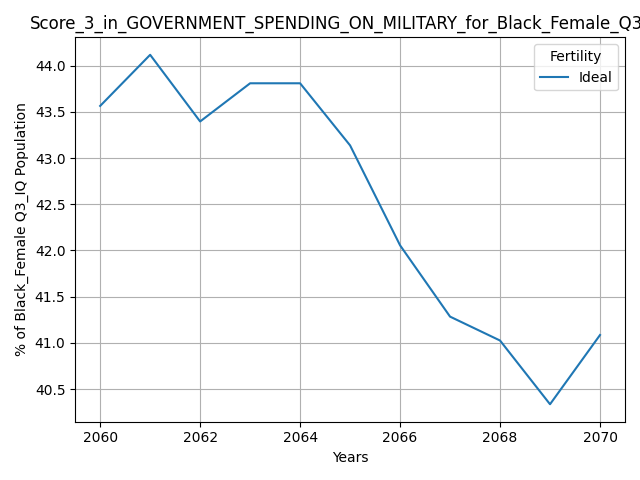 Score_3_in_GOVERNMENT_SPENDING_ON_MILITARY_for_Black_Female_Q3
Fertility
Ideal
% of Black_Female Q3_IQ Population
44.0
43.5
43.0
42.5
42.0
41.5
41.0
40.5
2060 2062 2064 2066 2068 2070
Years